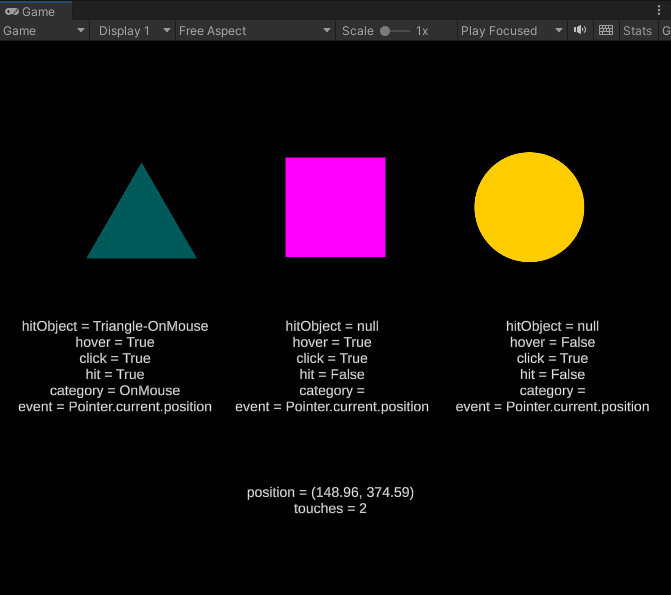 Game
Game Display 1 Free Aspect Scale 1x Play Focused Stats G
hitObject = Triangle-OnMouse
hover = True
click = True
hit = True
category = OnMouse
event = Pointer.current.position
hitObject = null
hover = True
click = True
hit = False
category =
event = Pointer.current.position
hitObject = null
hover = False
click = True
hit = False
category =
event = Pointer.current.position
position = (148.96, 374.59)
touches = 2